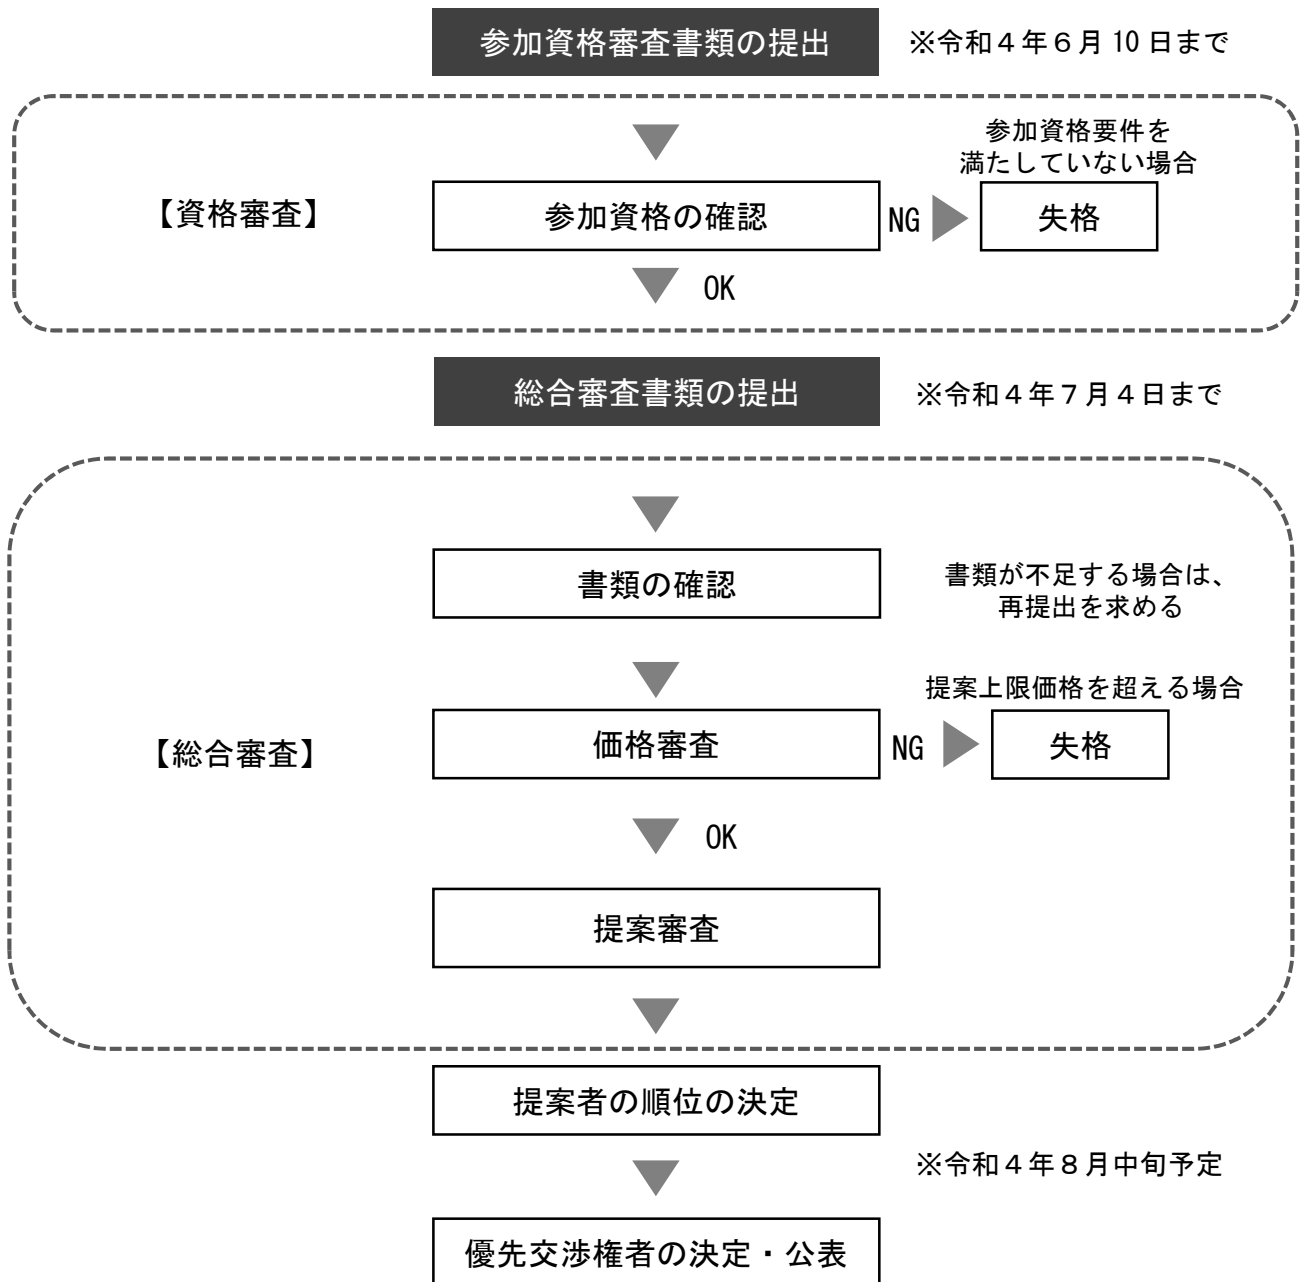 参加資格審査書類の提出
※令和４年６月10日まで
参加資格要件を
満たしていない場合
【資格審査】
参加資格の確認
NG
失格
OK
総合審査書類の提出
※令和４年７月４日まで
書類の確認
書類が不足する場合は、
再提出を求める
提案上限価格を超える場合
【総合審査】
価格審査
NG
失格
OK
提案審査
提案者の順位の決定
※令和４年８月中旬予定
優先交渉権者の決定・公表